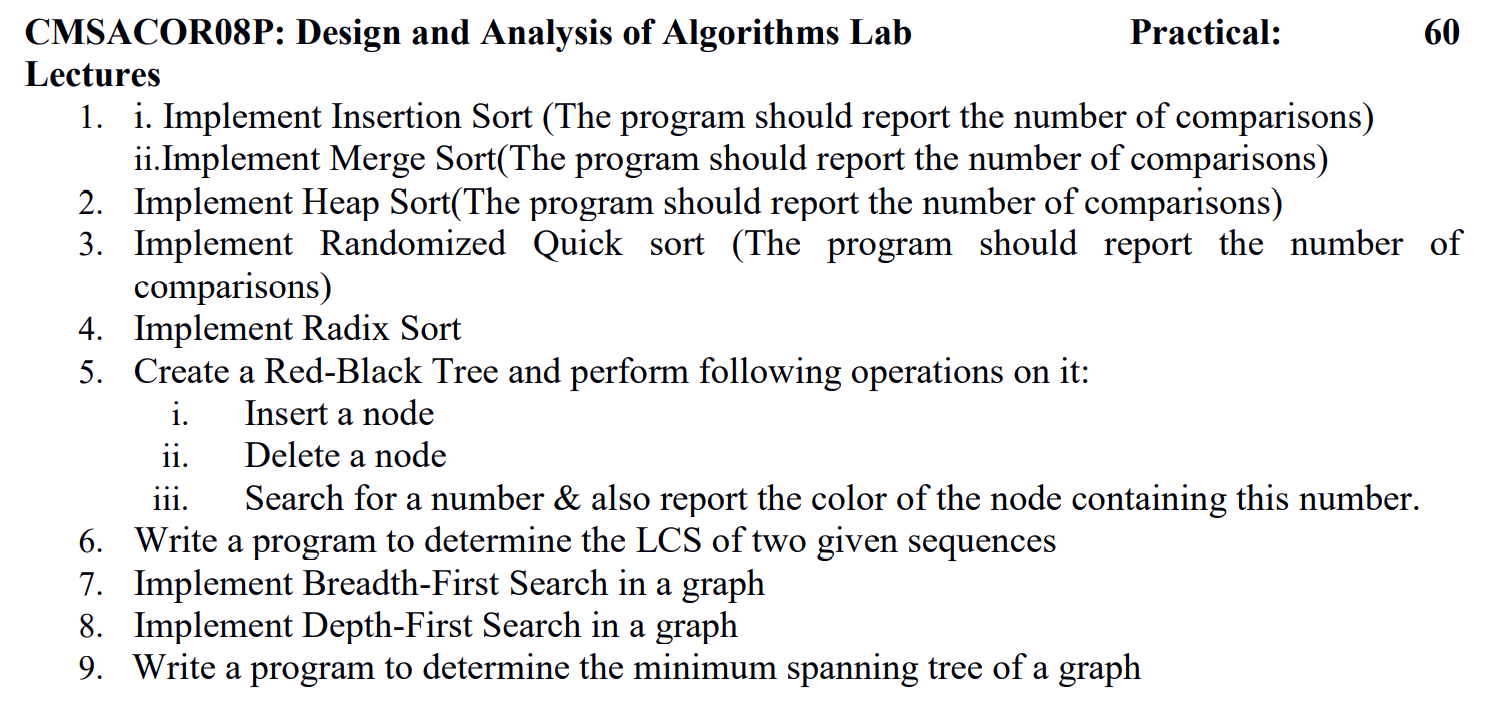 CMSACOR08P: Design and Analysis of Algorithms Lab Practical: 60
Lectures
1. i. Implement Insertion Sort (The program should report the number of comparisons)
ii.Implement Merge Sort(The program should report the number of comparisons)
2. Implement Heap Sort(The program should report the number of comparisons)
3. Implement Randomized Quick sort (The program should report the number of
comparisons)
4. Implement Radix Sort
5. Create a Red-Black Tree and perform following operations on it:
i. Insert a node
ii. Delete a node
iii. Search for a number & also report the color of the node containing this number.
6. Write a program to determine the LCS of two given sequences
7. Implement Breadth-First Search in a graph
8. Implement Depth-First Search in a graph
9. Write a program to determine the minimum spanning tree of a graph